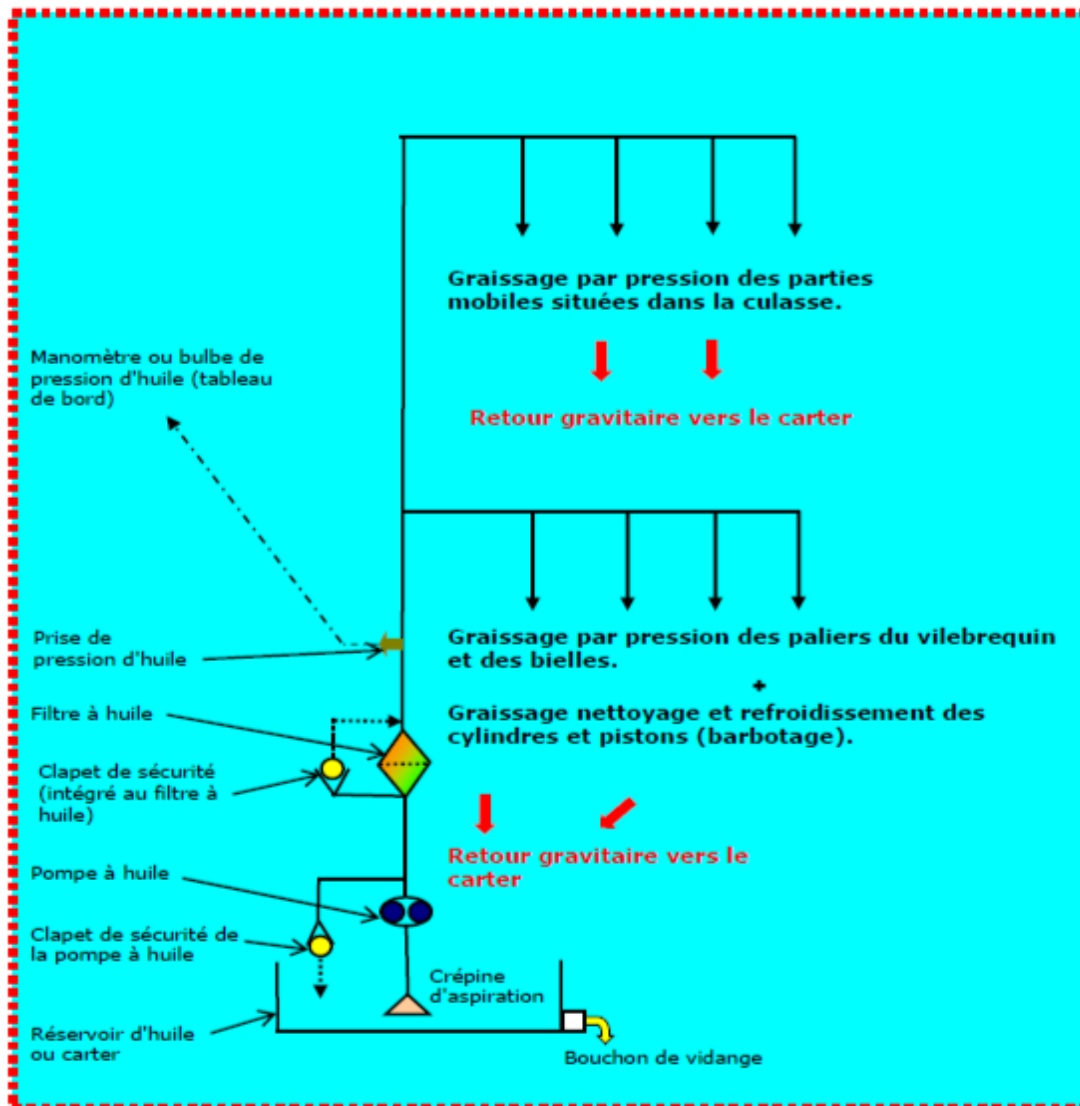 Graissage par pression des parties
mobiles situées dans la culasse.
Manomètre ou bulbe de
pression d'huile (tableau
de bord)
Retour gravitaire vers le carter
Prise de
pression d'huile
Graissage par pression des paliers du vilebrequin
et des bielles.
+
Graissage nettoyage et refroidissement des
cylindres et pistons (barbotage).
Filtre à huile
Clapet de sécurité
(intégré au filtre à
huile)
Retour gravitaire vers le
carter
Pompe à huile
Clapet de sécurité de
la pompe à huile
Crépine
d'aspiration
Réservoir d'huile
ou carter
Bouchon de vidange